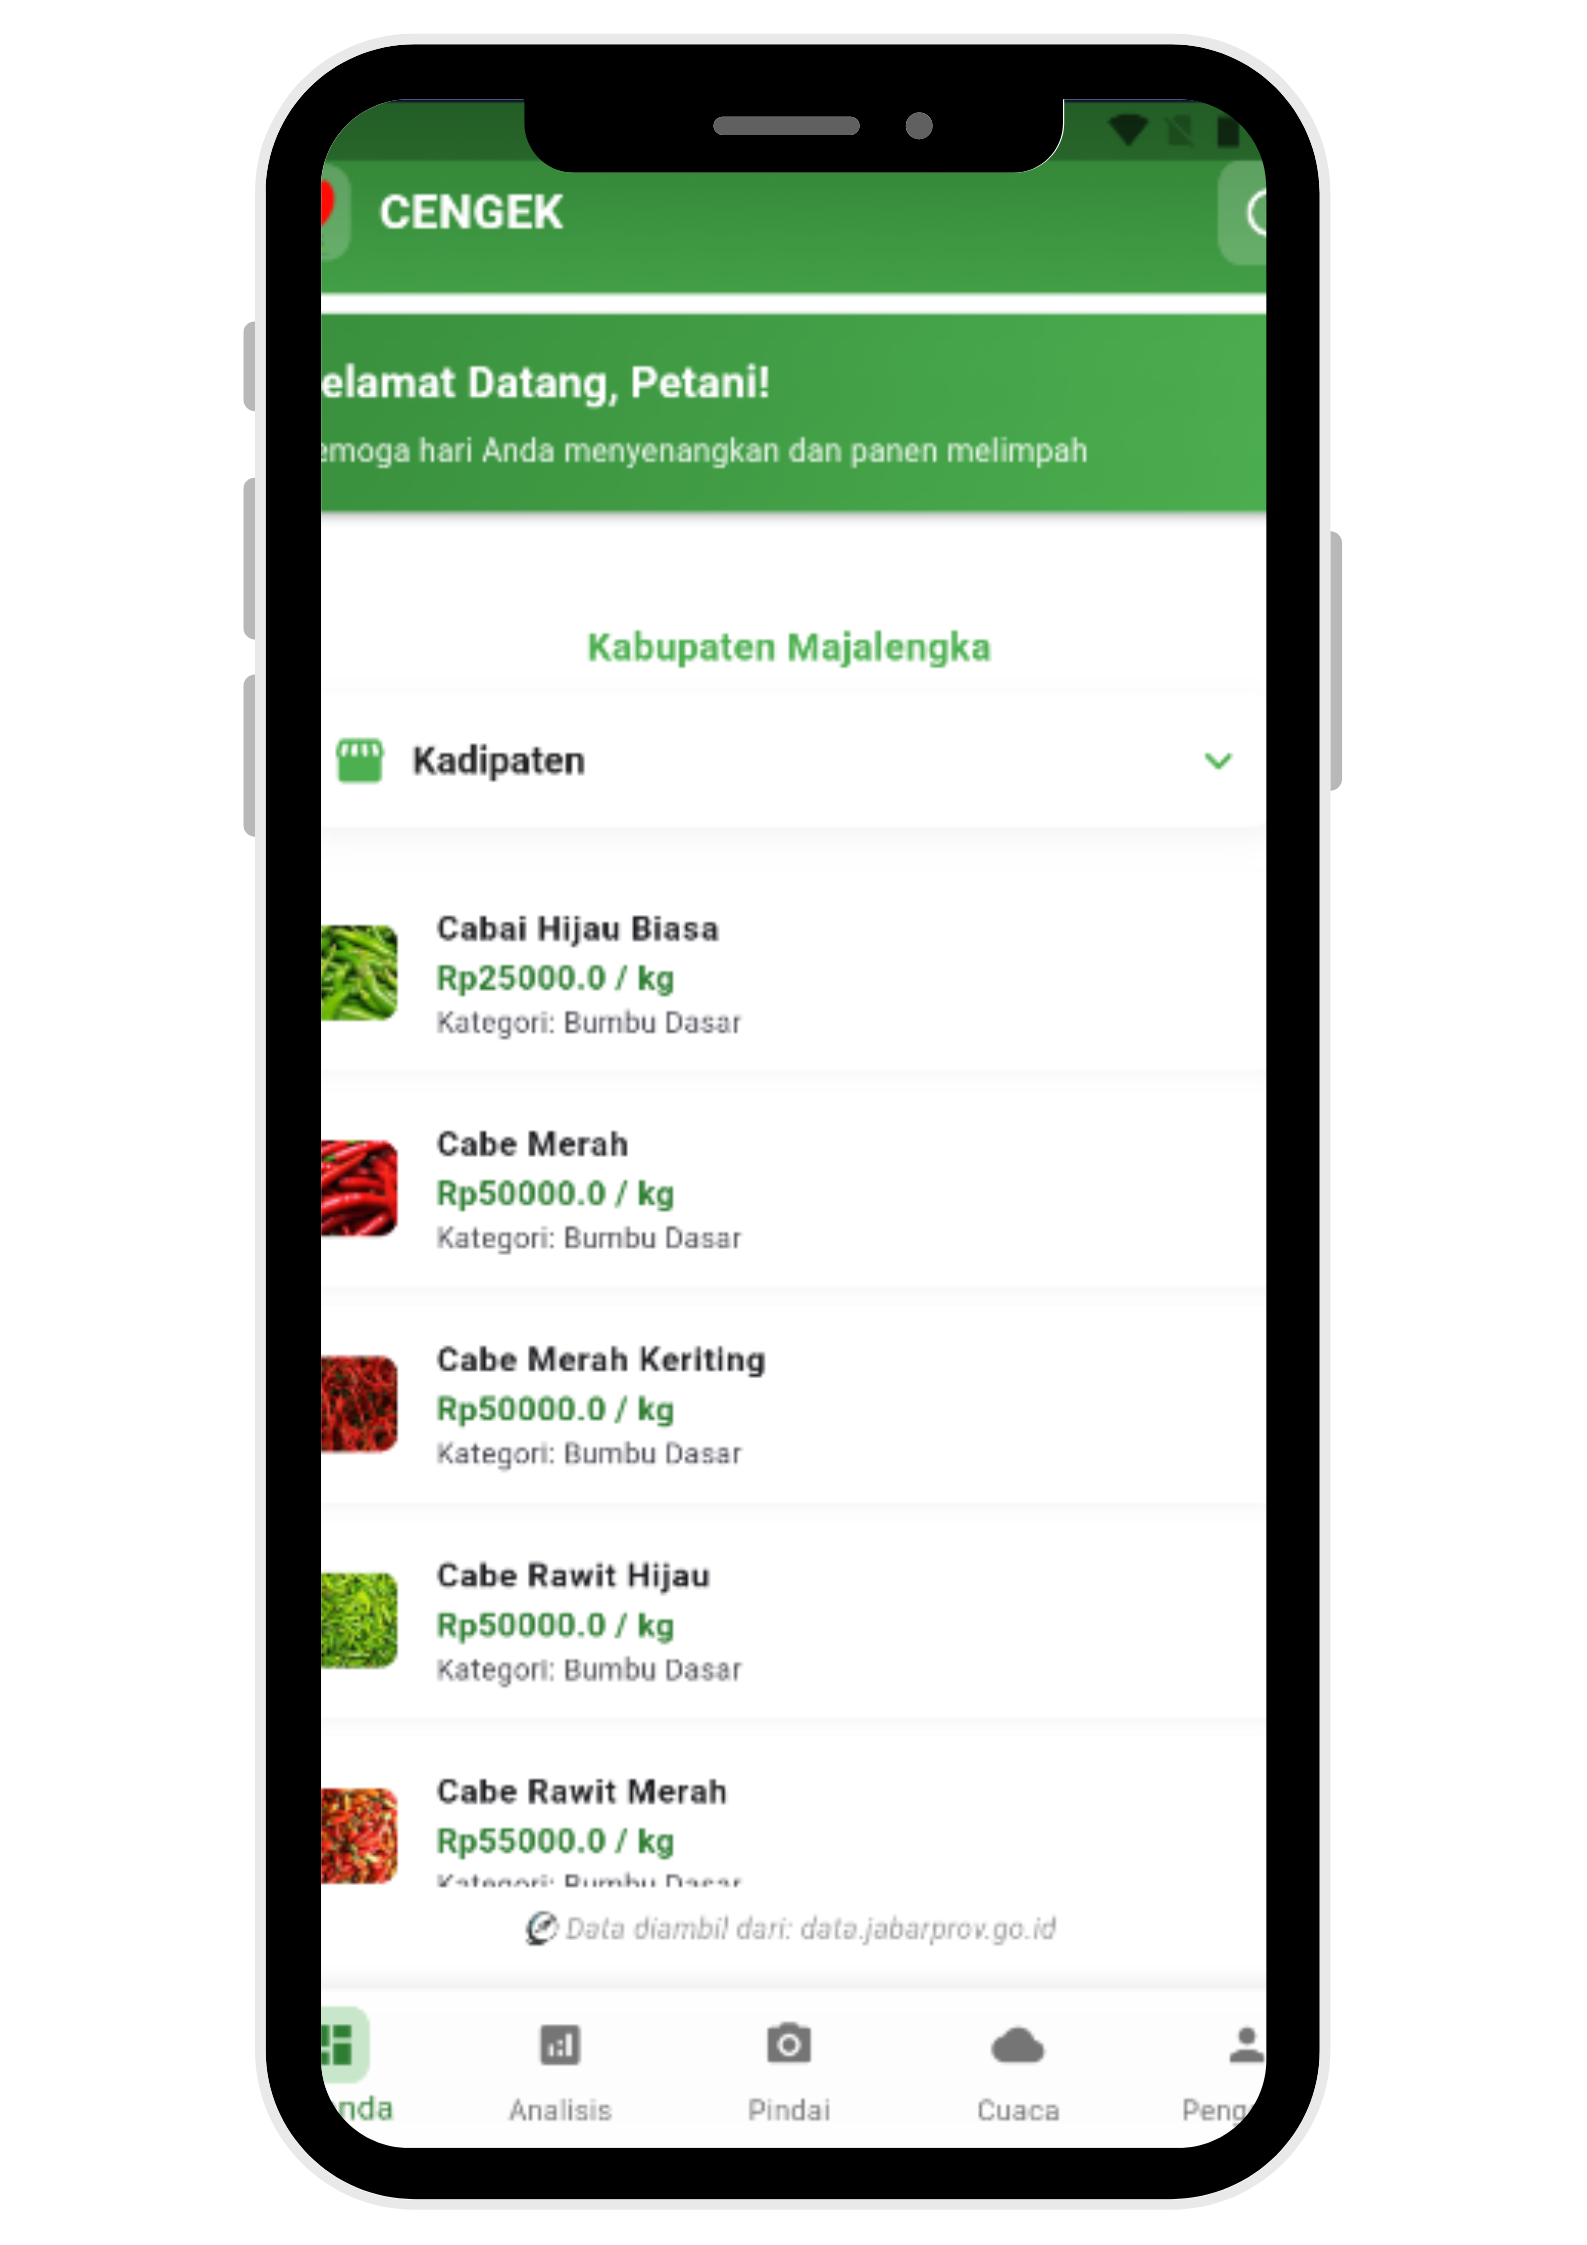 CENGEK
elamat Datang, Petani!
emoga hari Anda menyenangkan dan panen melimpah
Kabupaten Majalengka
Kadipaten
Cabai Hijau Biasa
Rp25000.0 / kg
Kategori: Bumbu Dasar
Cabe Merah
Rp50000.0 / kg
Kategori: Bumbu Dasar
Cabe Merah Keriting
Rp50000.0 / kg
Kategori: Bumbu Dasar
Cabe Rawit Hijau
Rp50000.0 / kg
Kategori: Bumbu Dasar
Cabe Rawit Merah
Rp55000.0 / kg
Kategori: Bumbu Dasar
Data diambil dari: data.jabarprov.go.id
nda Analisis Pindai Cuaca Peng